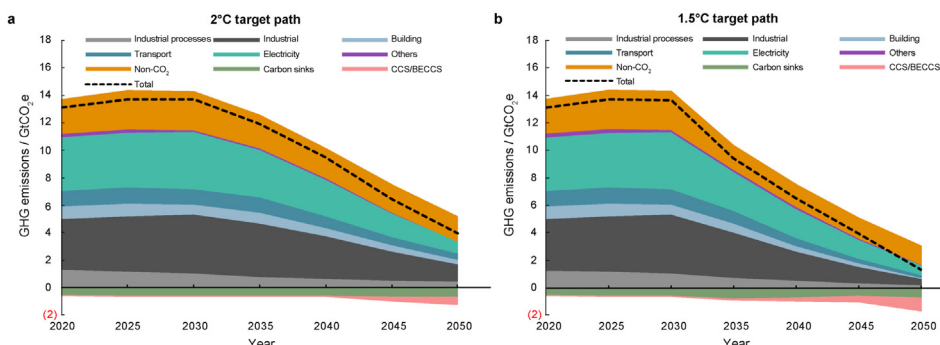 a
2°C target path
Industrial processes
Industrial
Building
Transport
Electricity
Others
Non-CO₂
Carbon sinks
CCS/BECCS
Total
GHG emissions / GtCO₂e
18
16
14
12
10
8
6
4
2
0
(2)
2020
2025
2030
2035
2040
2045
2050
Year
b
1.5°C target path
Industrial processes
Industrial
Building
Transport
Electricity
Others
Non-CO₂
Carbon sinks
CCS/BECCS
Total
GHG emissions / GtCO₂e
18
16
14
12
10
8
6
4
2
0
(2)
2020
2025
2030
2035
2040
2045
2050
Year